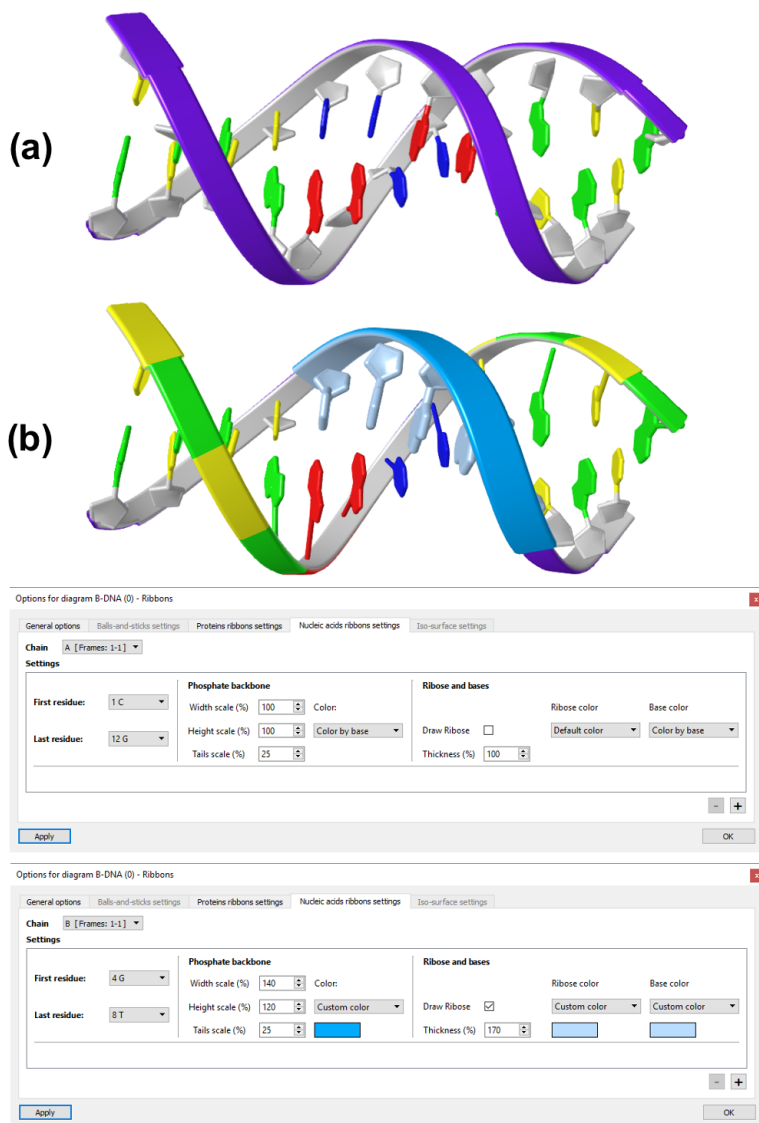 (a)
(b)
Options for diagram B-DNA (0) - Ribbons x
General options Balls-and-sticks settings Proteins ribbons settings Nucleic acids ribbons settings Iso-surface settings
Chain A [Frames: 1-1]
Settings
Phosphate backbone Ribose and bases
First residue: 1 C Width scale (%) 100 Color: Ribose color Base color
Height scale (%) 100 Color by base Draw Ribose Default color Color by base
Last residue: 12 G Tails scale (%) 25 Thickness (%) 100
- +
Apply OK
Options for diagram B-DNA (0) - Ribbons x
General options Balls-and-sticks settings Proteins ribbons settings Nucleic acids ribbons settings Iso-surface settings
Chain B [Frames: 1-1]
Settings
Phosphate backbone Ribose and bases
First residue: 4 G Width scale (%) 140 Color: Ribose color Base color
Height scale (%) 120 Custom color Draw Ribose Custom color Custom color
Last residue: 8 T Tails scale (%) 25 Thickness (%) 170
- +
Apply OK